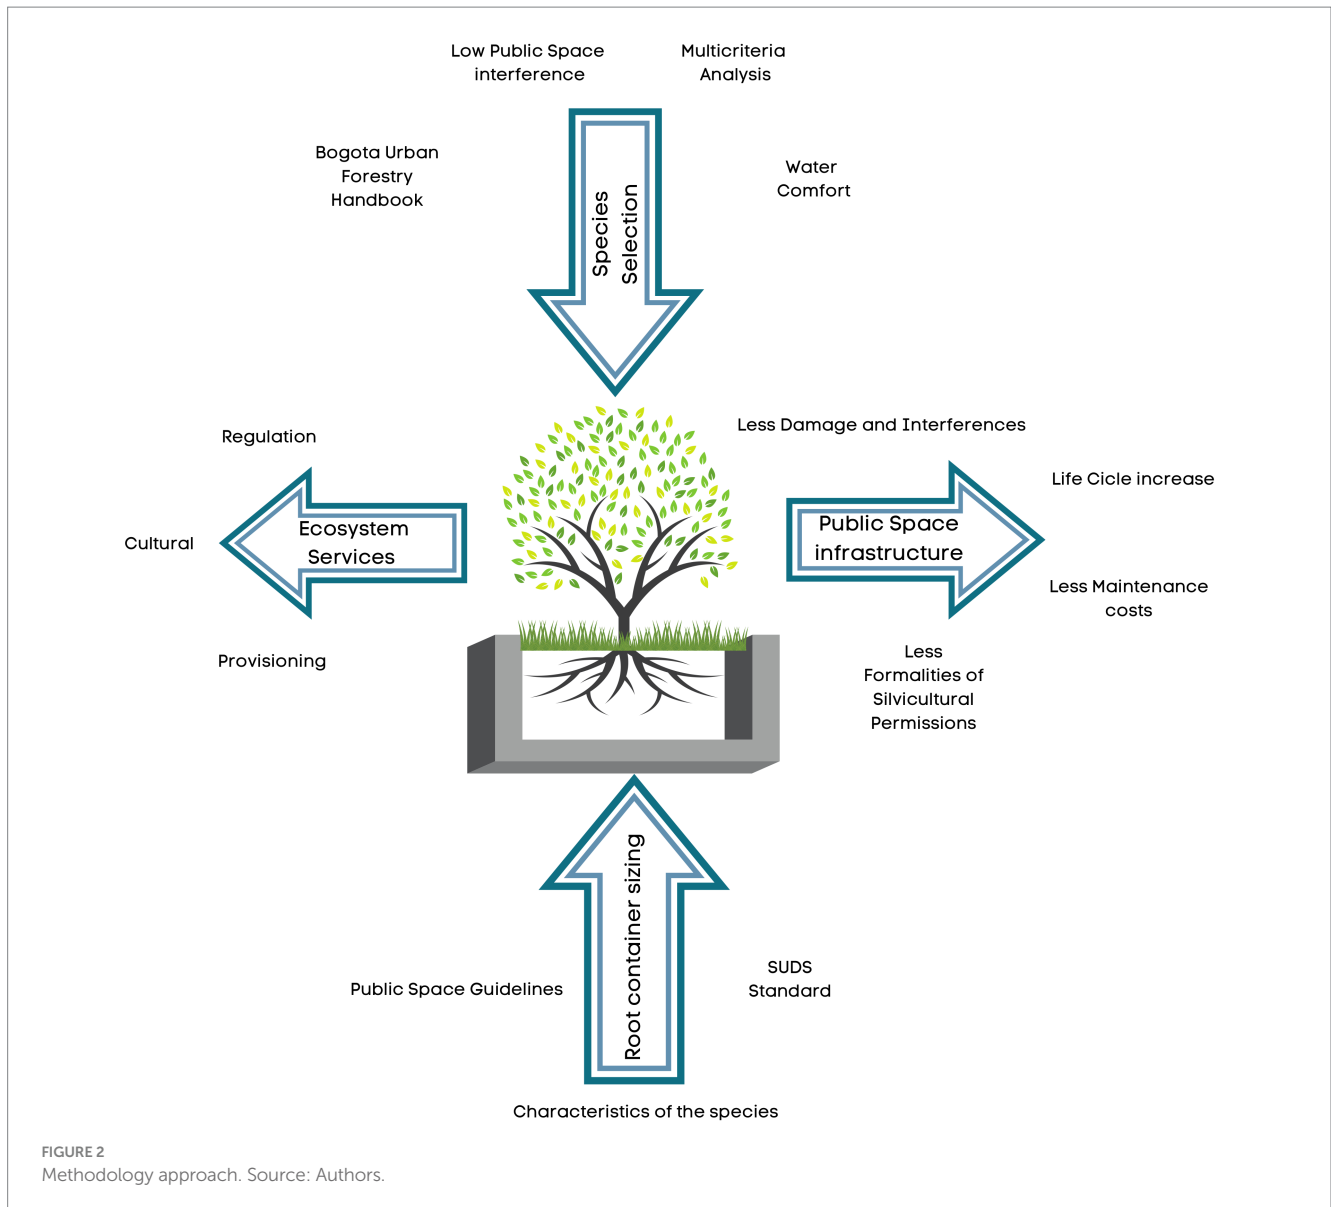 Low Public Space
interference
Multicriteria
Analysis
Bogota Urban
Forestry
Handbook
Water
Comfort
Species
Selection
Regulation
Cultural
Provisioning
Ecosystem
Services
Less Damage and Interferences
Life Cicle increase
Public Space
infrastructure
Less Maintenance
costs
Less
Formalities of
Silvicultural
Permissions
Root container sizing
Public Space Guidelines
SUDS
Standard
Characteristics of the species
FIGURE 2
Methodology approach. Source: Authors.